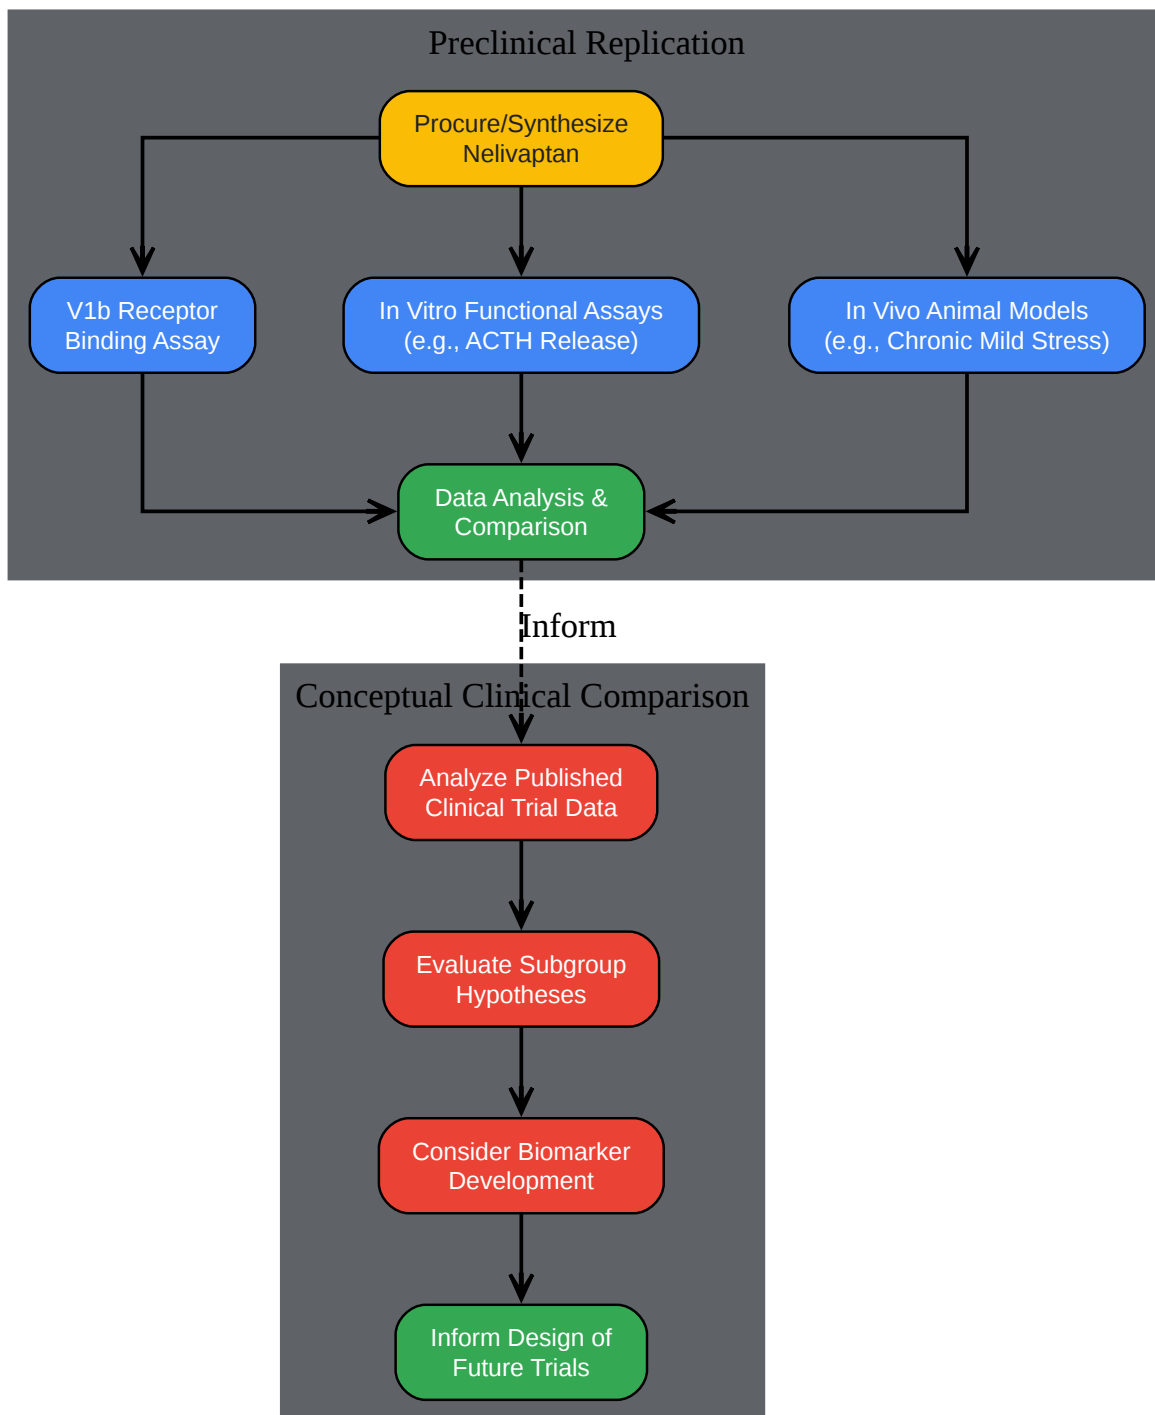 Preclinical Replication
Procure/Synthesize
Nelivaptan
V1b Receptor
Binding Assay
In Vitro Functional Assays
(e.g., ACTH Release)
In Vivo Animal Models
(e.g., Chronic Mild Stress)
Data Analysis &
Comparison
Inform
Conceptual Clinical Comparison
Analyze Published
Clinical Trial Data
Evaluate Subgroup
Hypotheses
Consider Biomarker
Development
Inform Design of
Future Trials